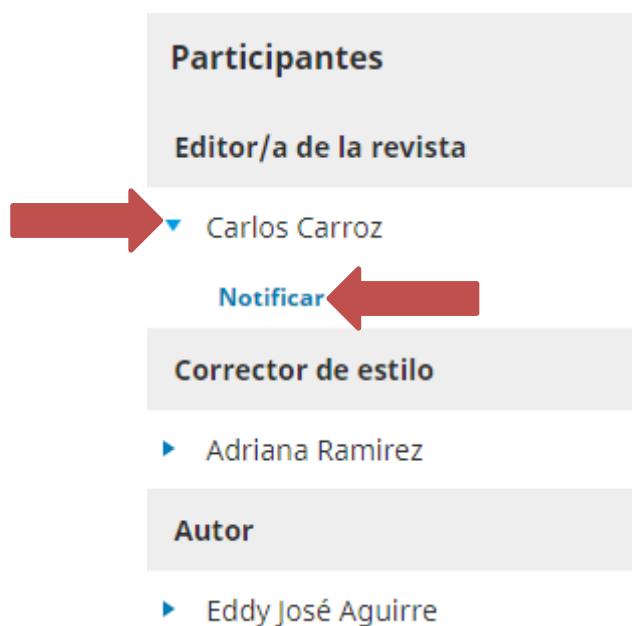 Participantes
Editor/a de la revista
Carlos Carroz
Notificar
Corrector de estilo
Adriana Ramirez
Autor
Eddy José Aguirre